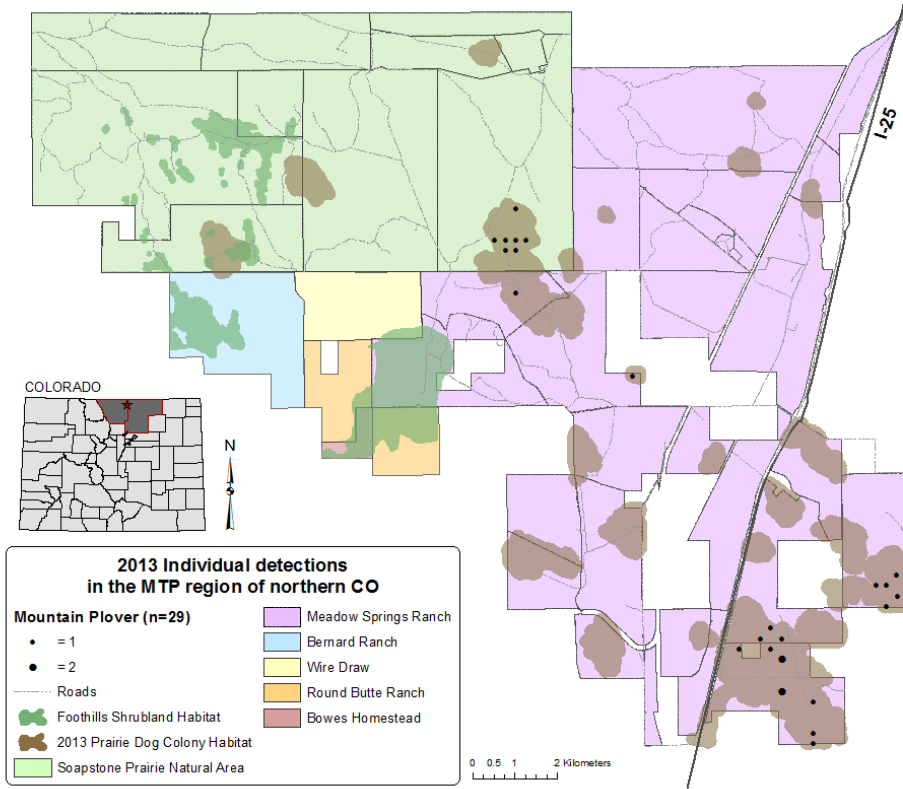 I-25
COLORADO
N
2013 Individual detections
in the MTP region of northern CO
Mountain Plover (n=29)
= 1
= 2
Roads
Foothills Shrubland Habitat
2013 Prairie Dog Colony Habitat
Soapstone Prairie Natural Area
Meadow Springs Ranch
Bernard Ranch
Wire Draw
Round Butte Ranch
Bowes Homestead
0 0.5 1 2 Kilometers